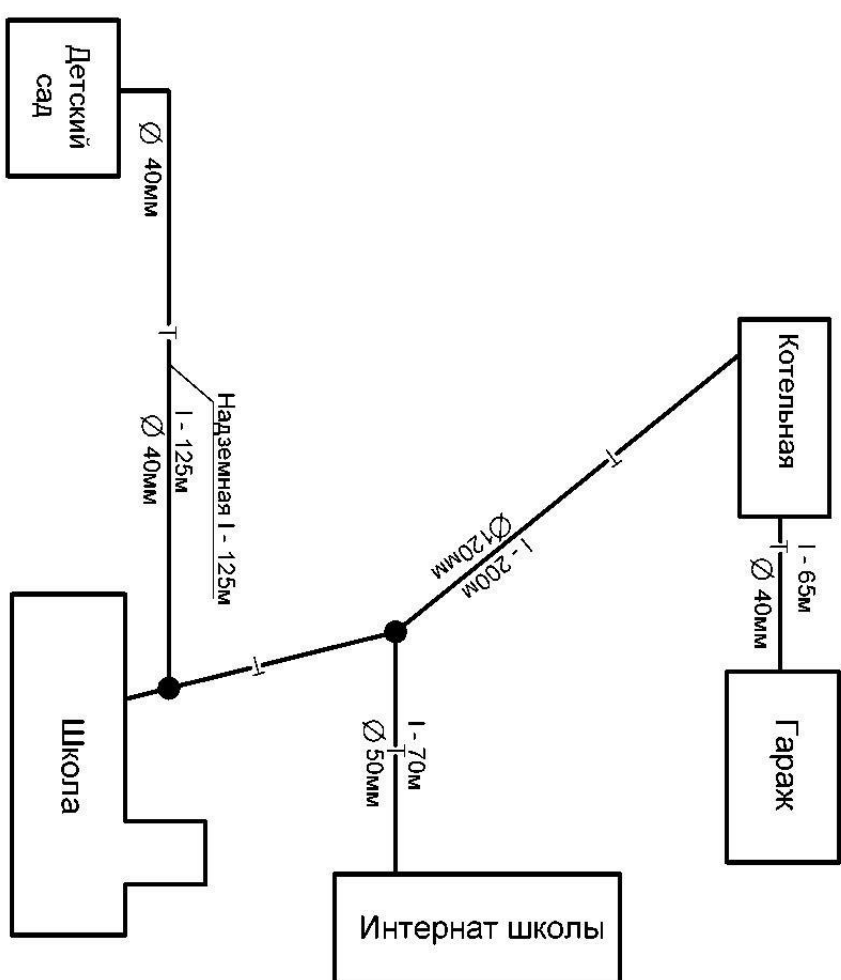 Детский
сад
Ø 40мм
Надземная l - 125м
l - 125м
Ø 40мм
Котельная
l - 65м
Ø 40мм
Гараж
l - 200м
Ø120мм
l - 70м
Ø 50мм
Т
Т
Т
Т
Т
Школа
Интернат школы